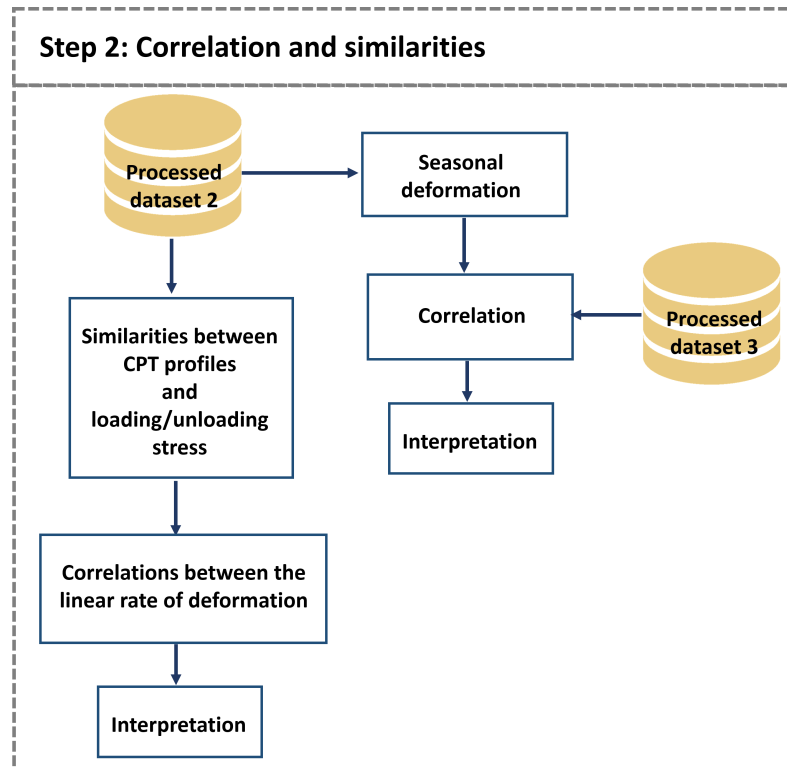 Step 2: Correlation and similarities
Processed
dataset 2
Seasonal
deformation
Similarities between
CPT profiles
and
loading/unloading
stress
Correlation
Processed
dataset 3
Interpretation
Correlations between the
linear rate of deformation
Interpretation